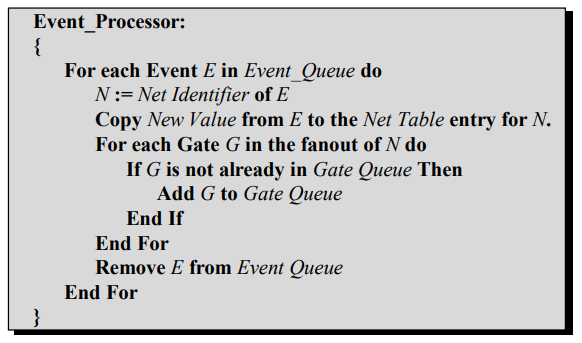 Event_Processor:
{
For each Event E in Event_Queue do
N := Net Identifier of E
Copy New Value from E to the Net Table entry for N.
For each Gate G in the fanout of N do
If G is not already in Gate Queue Then
Add G to Gate Queue
End If
End For
Remove E from Event Queue
End For
}